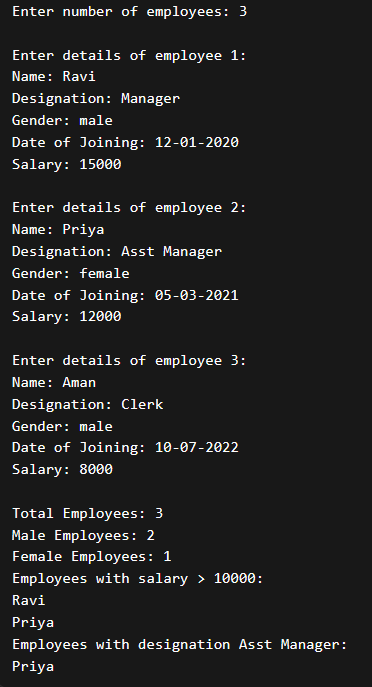 Enter number of employees: 3
Enter details of employee 1:
Name: Ravi
Designation: Manager
Gender: male
Date of Joining: 12-01-2020
Salary: 15000
Enter details of employee 2:
Name: Priya
Designation: Asst Manager
Gender: female
Date of Joining: 05-03-2021
Salary: 12000
Enter details of employee 3:
Name: Aman
Designation: Clerk
Gender: male
Date of Joining: 10-07-2022
Salary: 8000
Total Employees: 3
Male Employees: 2
Female Employees: 1
Employees with salary > 10000:
Ravi
Priya
Employees with designation Asst Manager:
Priya